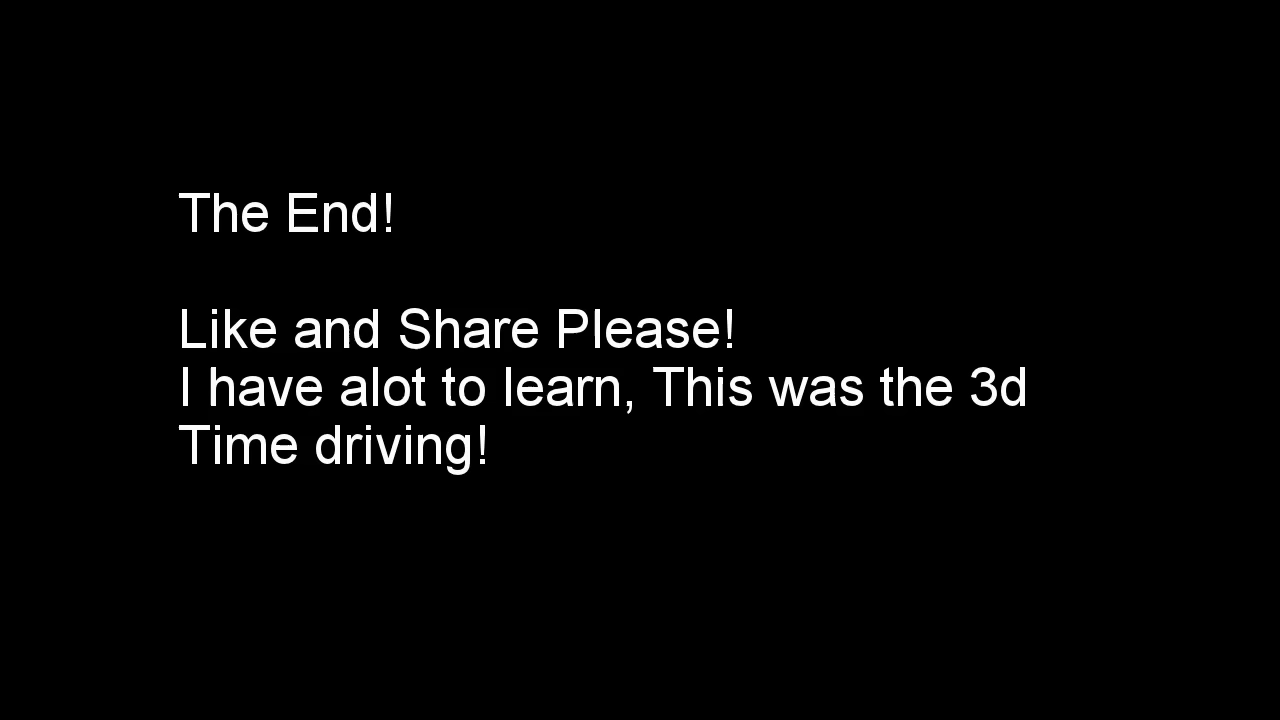 The End!
Like and Share Please!
I have alot to learn, This was the 3d
Time driving!